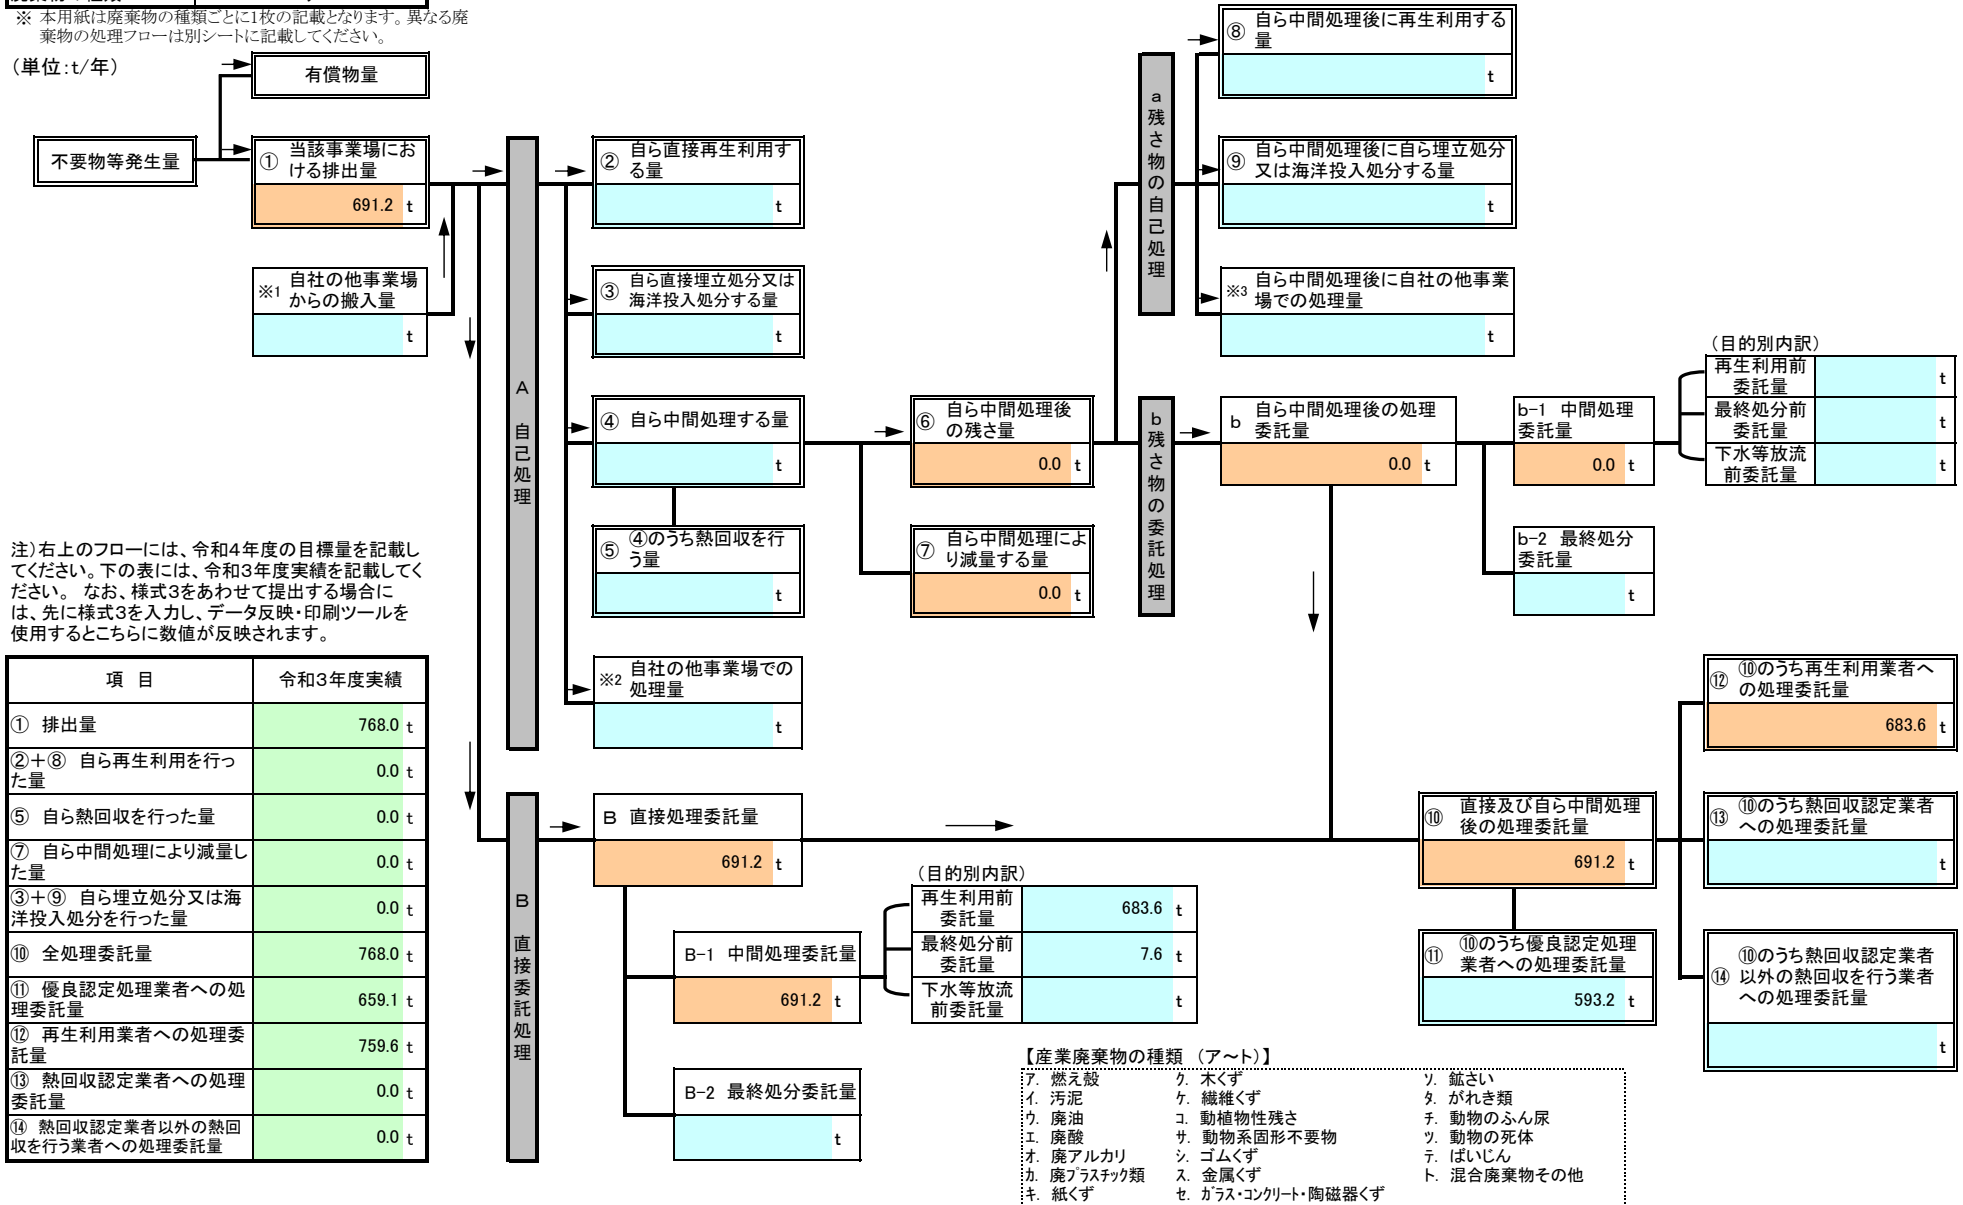 ※ 本用紙は廃棄物の種類ごとに1枚の記載となります。異なる廃
棄物の処理フローは別シートに記載してください。
（単位:t/年）
有償物量
不要物等発生量
① 当該事業場にお
ける排出量
691.2 t
※1 自社の他事業場
からの搬入量
t
A 自己処理
② 自ら直接再生利用す
る量
t
③ 自ら直接埋立処分又は
海洋投入処分する量
t
④ 自ら中間処理する量
t
⑤ ④のうち熱回収を行
う量
t
※2 自社の他事業場での
処理量
t
⑥ 自ら中間処理後
の残さ量
0.0 t
⑦ 自ら中間処理によ
り減量する量
0.0 t
a残さ物の自己処理
⑧ 自ら中間処理後に再生利用する
量
t
⑨ 自ら中間処理後に自ら埋立処分
又は海洋投入処分する量
t
※3 自ら中間処理後に自社の他事業
場での処理量
t
b残さ物の委託処理
b 自ら中間処理後の処理
委託量
0.0 t
b-1 中間処理
委託量
0.0 t
（目的別内訳）
再生利用前
委託量
t
最終処分前
委託量
t
下水等放流
前委託量
t
b-2 最終処分
委託量
t
注）右上のフローには、令和4年度の目標量を記載し
てください。下の表には、令和3年度実績を記載してく
ださい。 なお、様式3をあわせて提出する場合に
は、先に様式3を入力し、データ反映・印刷ツールを
使用するとこちらに数値が反映されます。
項 目 令和3年度実績
① 排出量 768.0 t
②＋⑧ 自ら再生利用を行っ
た量
0.0 t
⑤ 自ら熱回収を行った量 0.0 t
⑦ 自ら中間処理により減量し
た量
0.0 t
③＋⑨ 自ら埋立処分又は海
洋投入処分を行った量
0.0 t
⑩ 全処理委託量 768.0 t
⑪ 優良認定処理業者への処
理委託量
659.1 t
⑫ 再生利用業者への処理委
託量
759.6 t
⑬ 熱回収認定業者への処理
委託量
0.0 t
⑭ 熱回収認定業者以外の熱回
収を行う業者への処理委託量
0.0 t
B 直接委託処理
B 直接処理委託量
691.2 t
B-1 中間処理委託量
691.2 t
（目的別内訳）
再生利用前
委託量
683.6 t
最終処分前
委託量
7.6 t
下水等放流
前委託量
t
B-2 最終処分委託量
t
⑩ 直接及び自ら中間処理
後の処理委託量
691.2 t
⑪ ⑩のうち優良認定処理
業者への処理委託量
593.2 t
⑫ ⑩のうち再生利用業者へ
の処理委託量
683.6 t
⑬ ⑩のうち熱回収認定業者
への処理委託量
t
⑭ ⑩のうち熱回収認定業者
以外の熱回収を行う業者
への処理委託量
t
【産業廃棄物の種類 （ア～ト）】
ア. 燃え殻
イ. 汚泥
ウ. 廃油
エ. 廃酸
オ. 廃アルカリ
カ. 廃プラスチック類
キ. 紙くず
ク. 木くず
ケ. 繊維くず
コ. 動植物性残さ
サ. 動物系固形不要物
シ. ゴムくず
ス. 金属くず
セ. ガラス・コンクリート・陶磁器くず
ソ. 鉱さい
タ. がれき類
チ. 動物のふん尿
ツ. 動物の死体
テ. ばいじん
ト. 混合廃棄物その他